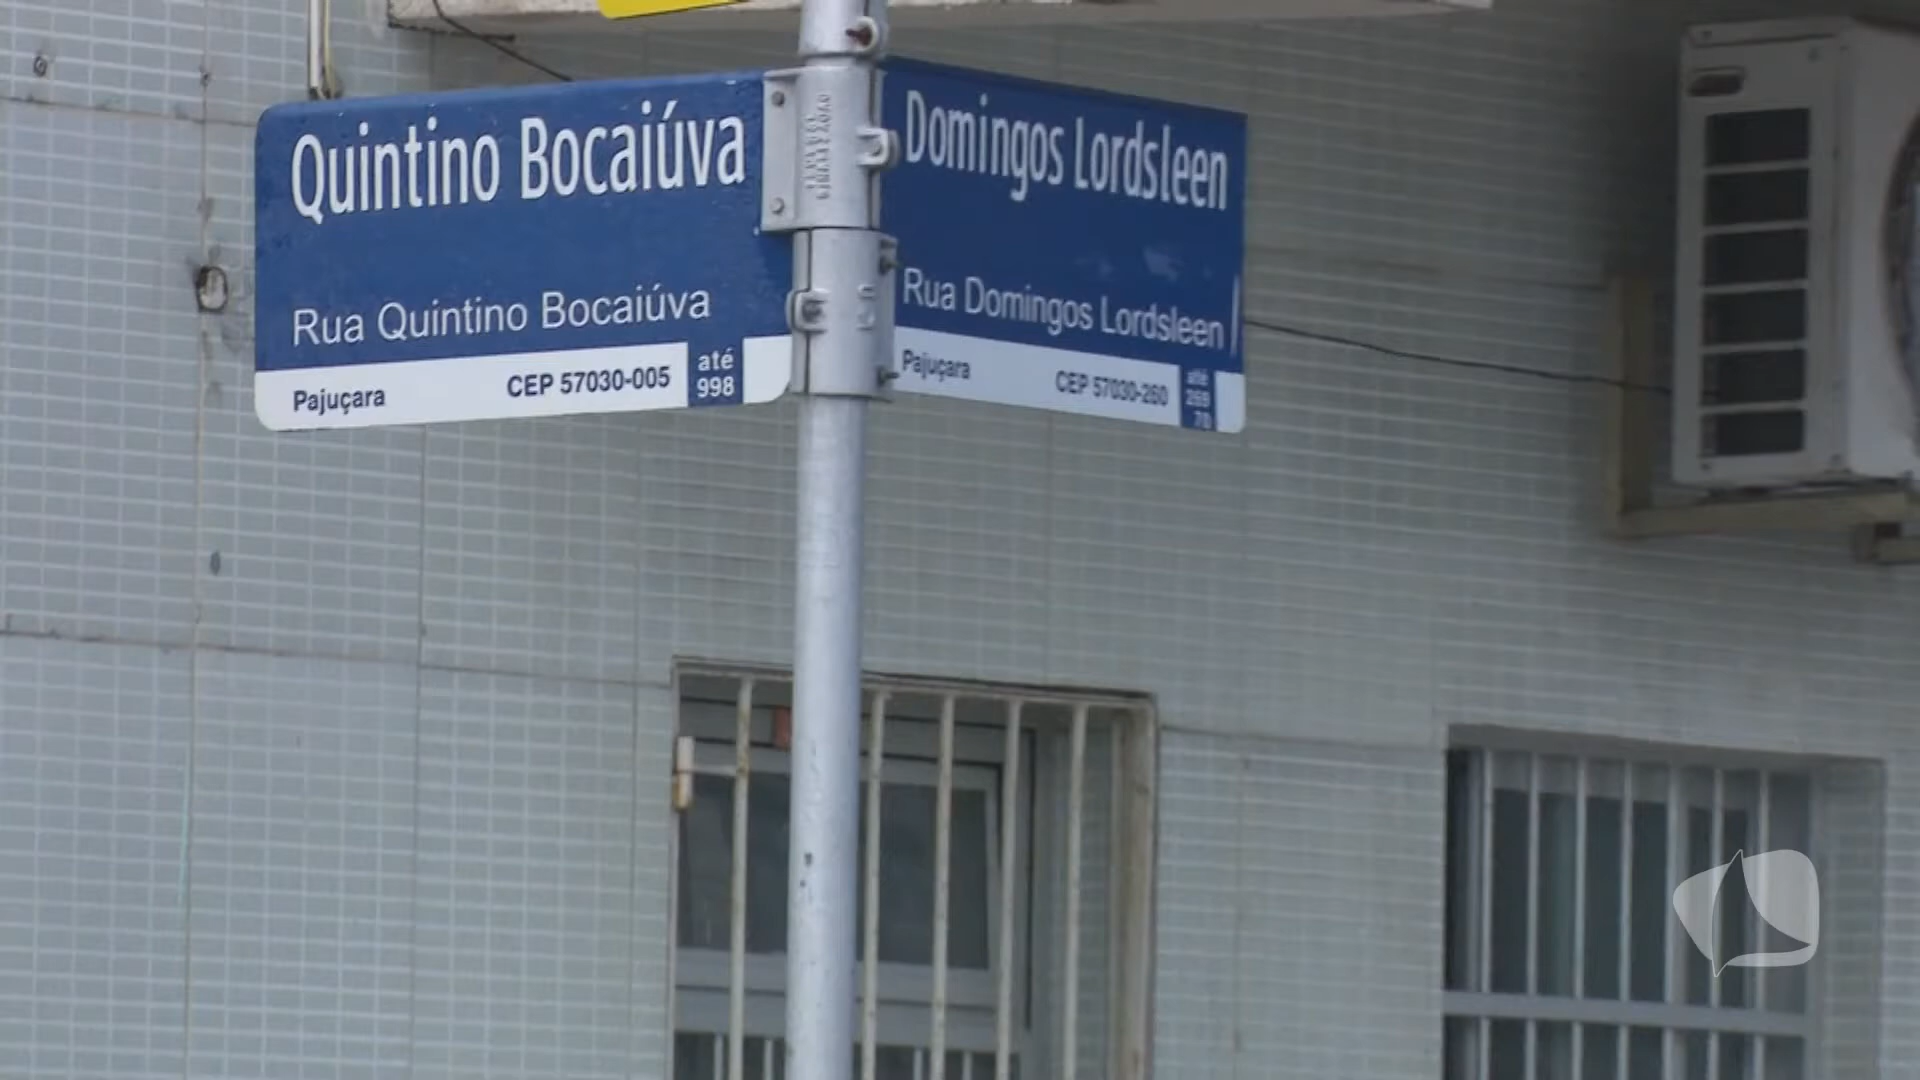 Quintino Bocaiúva
Rua Quintino Bocaiúva
Pajuçara
CEP 57030-005
até
998
Domingos Lordsleen
Rua Domingos Lordsleen
Pajuçara
CEP 57030-260
até